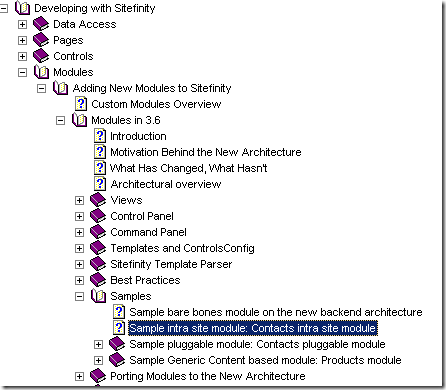 Developing with Sitefinity
Data Access
Pages
Controls
Modules
Adding New Modules to Sitefinity
Custom Modules Overview
Modules in 3.6
Introduction
Motivation Behind the New Architecture
What Has Changed, What Hasn't
Architectural overview
Views
Control Panel
Command Panel
Templates and ControlsConfig
Sitefinity Template Parser
Best Practices
Samples
Sample bare bones module on the new backend architecture
Sample intra site module: Contacts intra site module
Sample pluggable module: Contacts pluggable module
Sample Generic Content based module: Products module
Porting Modules to the New Architecture